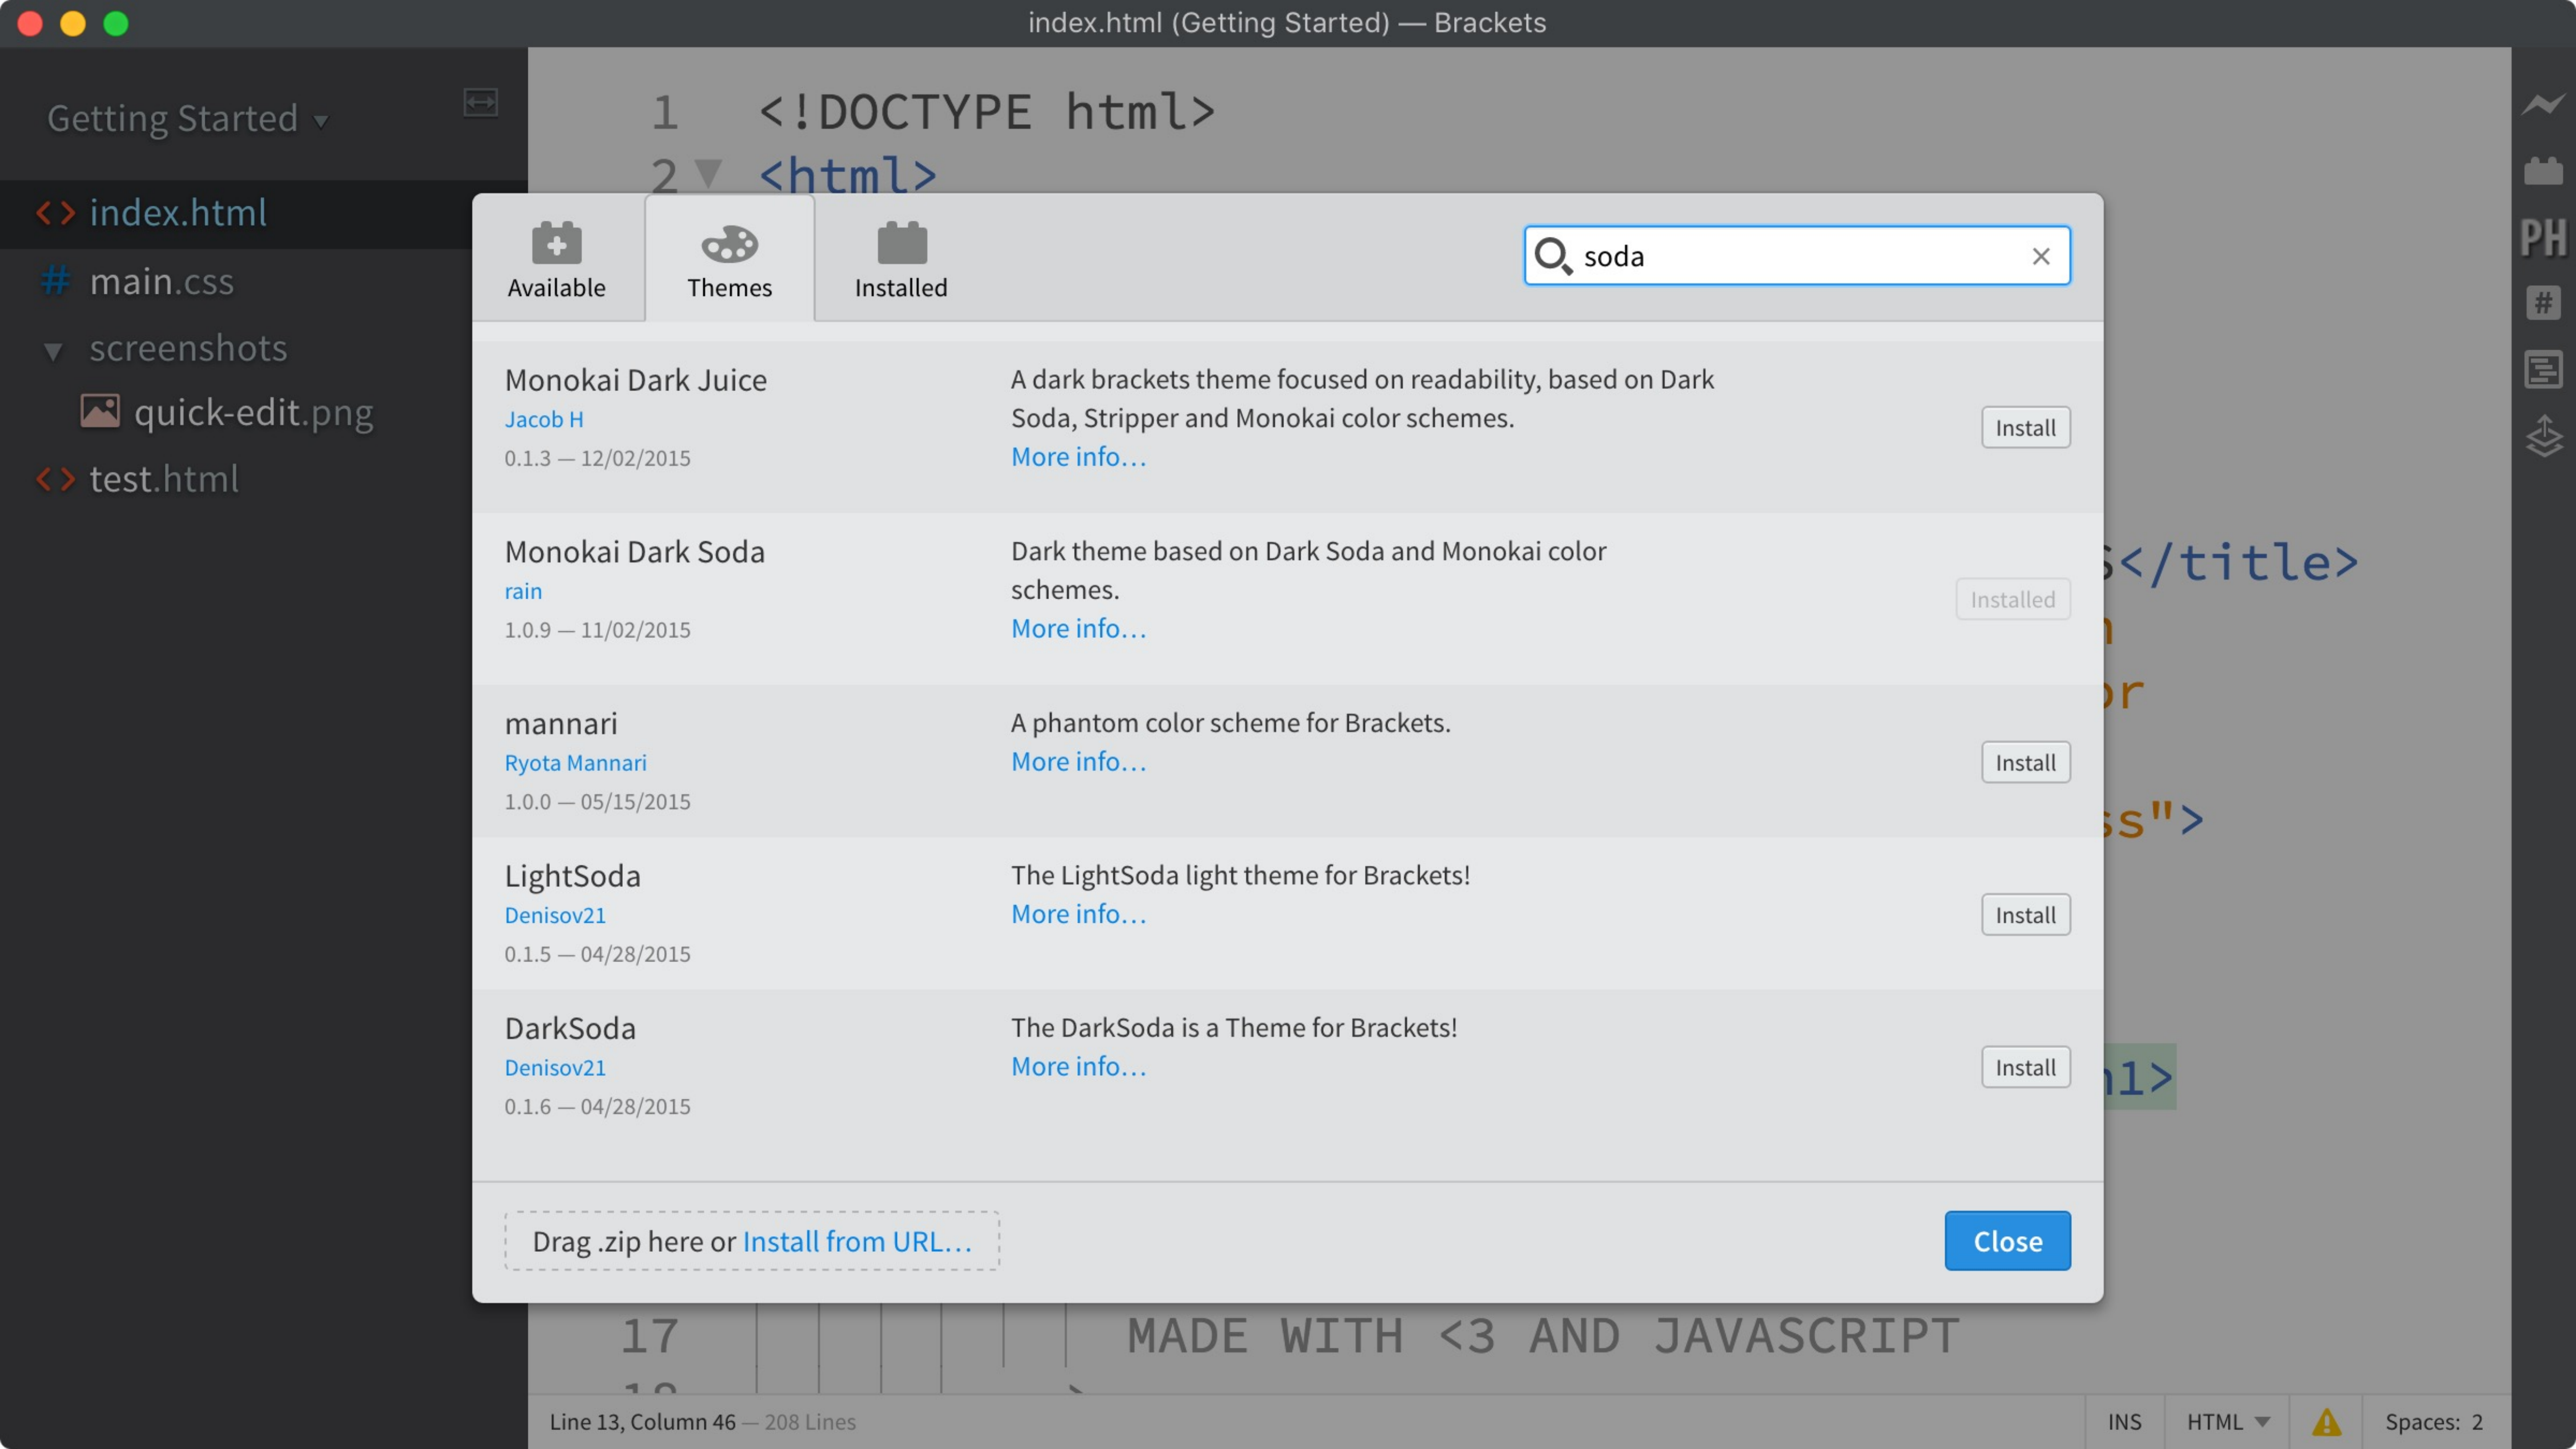 index.html (Getting Started) — Brackets
Getting Started
index.html
main.css
screenshots
quick-edit.png
test.html
1 <!DOCTYPE html>
2 <html>
Available
Themes
Installed
soda
Monokai Dark Juice
Jacob H
0.1.3 — 12/02/2015
A dark brackets theme focused on readability, based on Dark
Soda, Stripper and Monokai color schemes.
More info…
Install
Monokai Dark Soda
rain
1.0.9 — 11/02/2015
Dark theme based on Dark Soda and Monokai color
schemes.
More info…
Installed
mannari
Ryota Mannari
1.0.0 — 05/15/2015
A phantom color scheme for Brackets.
More info…
Install
LightSoda
Denisov21
0.1.5 — 04/28/2015
The LightSoda light theme for Brackets!
More info…
Install
DarkSoda
Denisov21
0.1.6 — 04/28/2015
The DarkSoda is a Theme for Brackets!
More info…
Install
Drag .zip here or Install from URL…
Close
</title>
or
ss">
h1>
PH
#
17 MADE WITH <3 AND JAVASCRIPT
Line 13, Column 46 — 208 Lines
INS
HTML
Spaces: 2